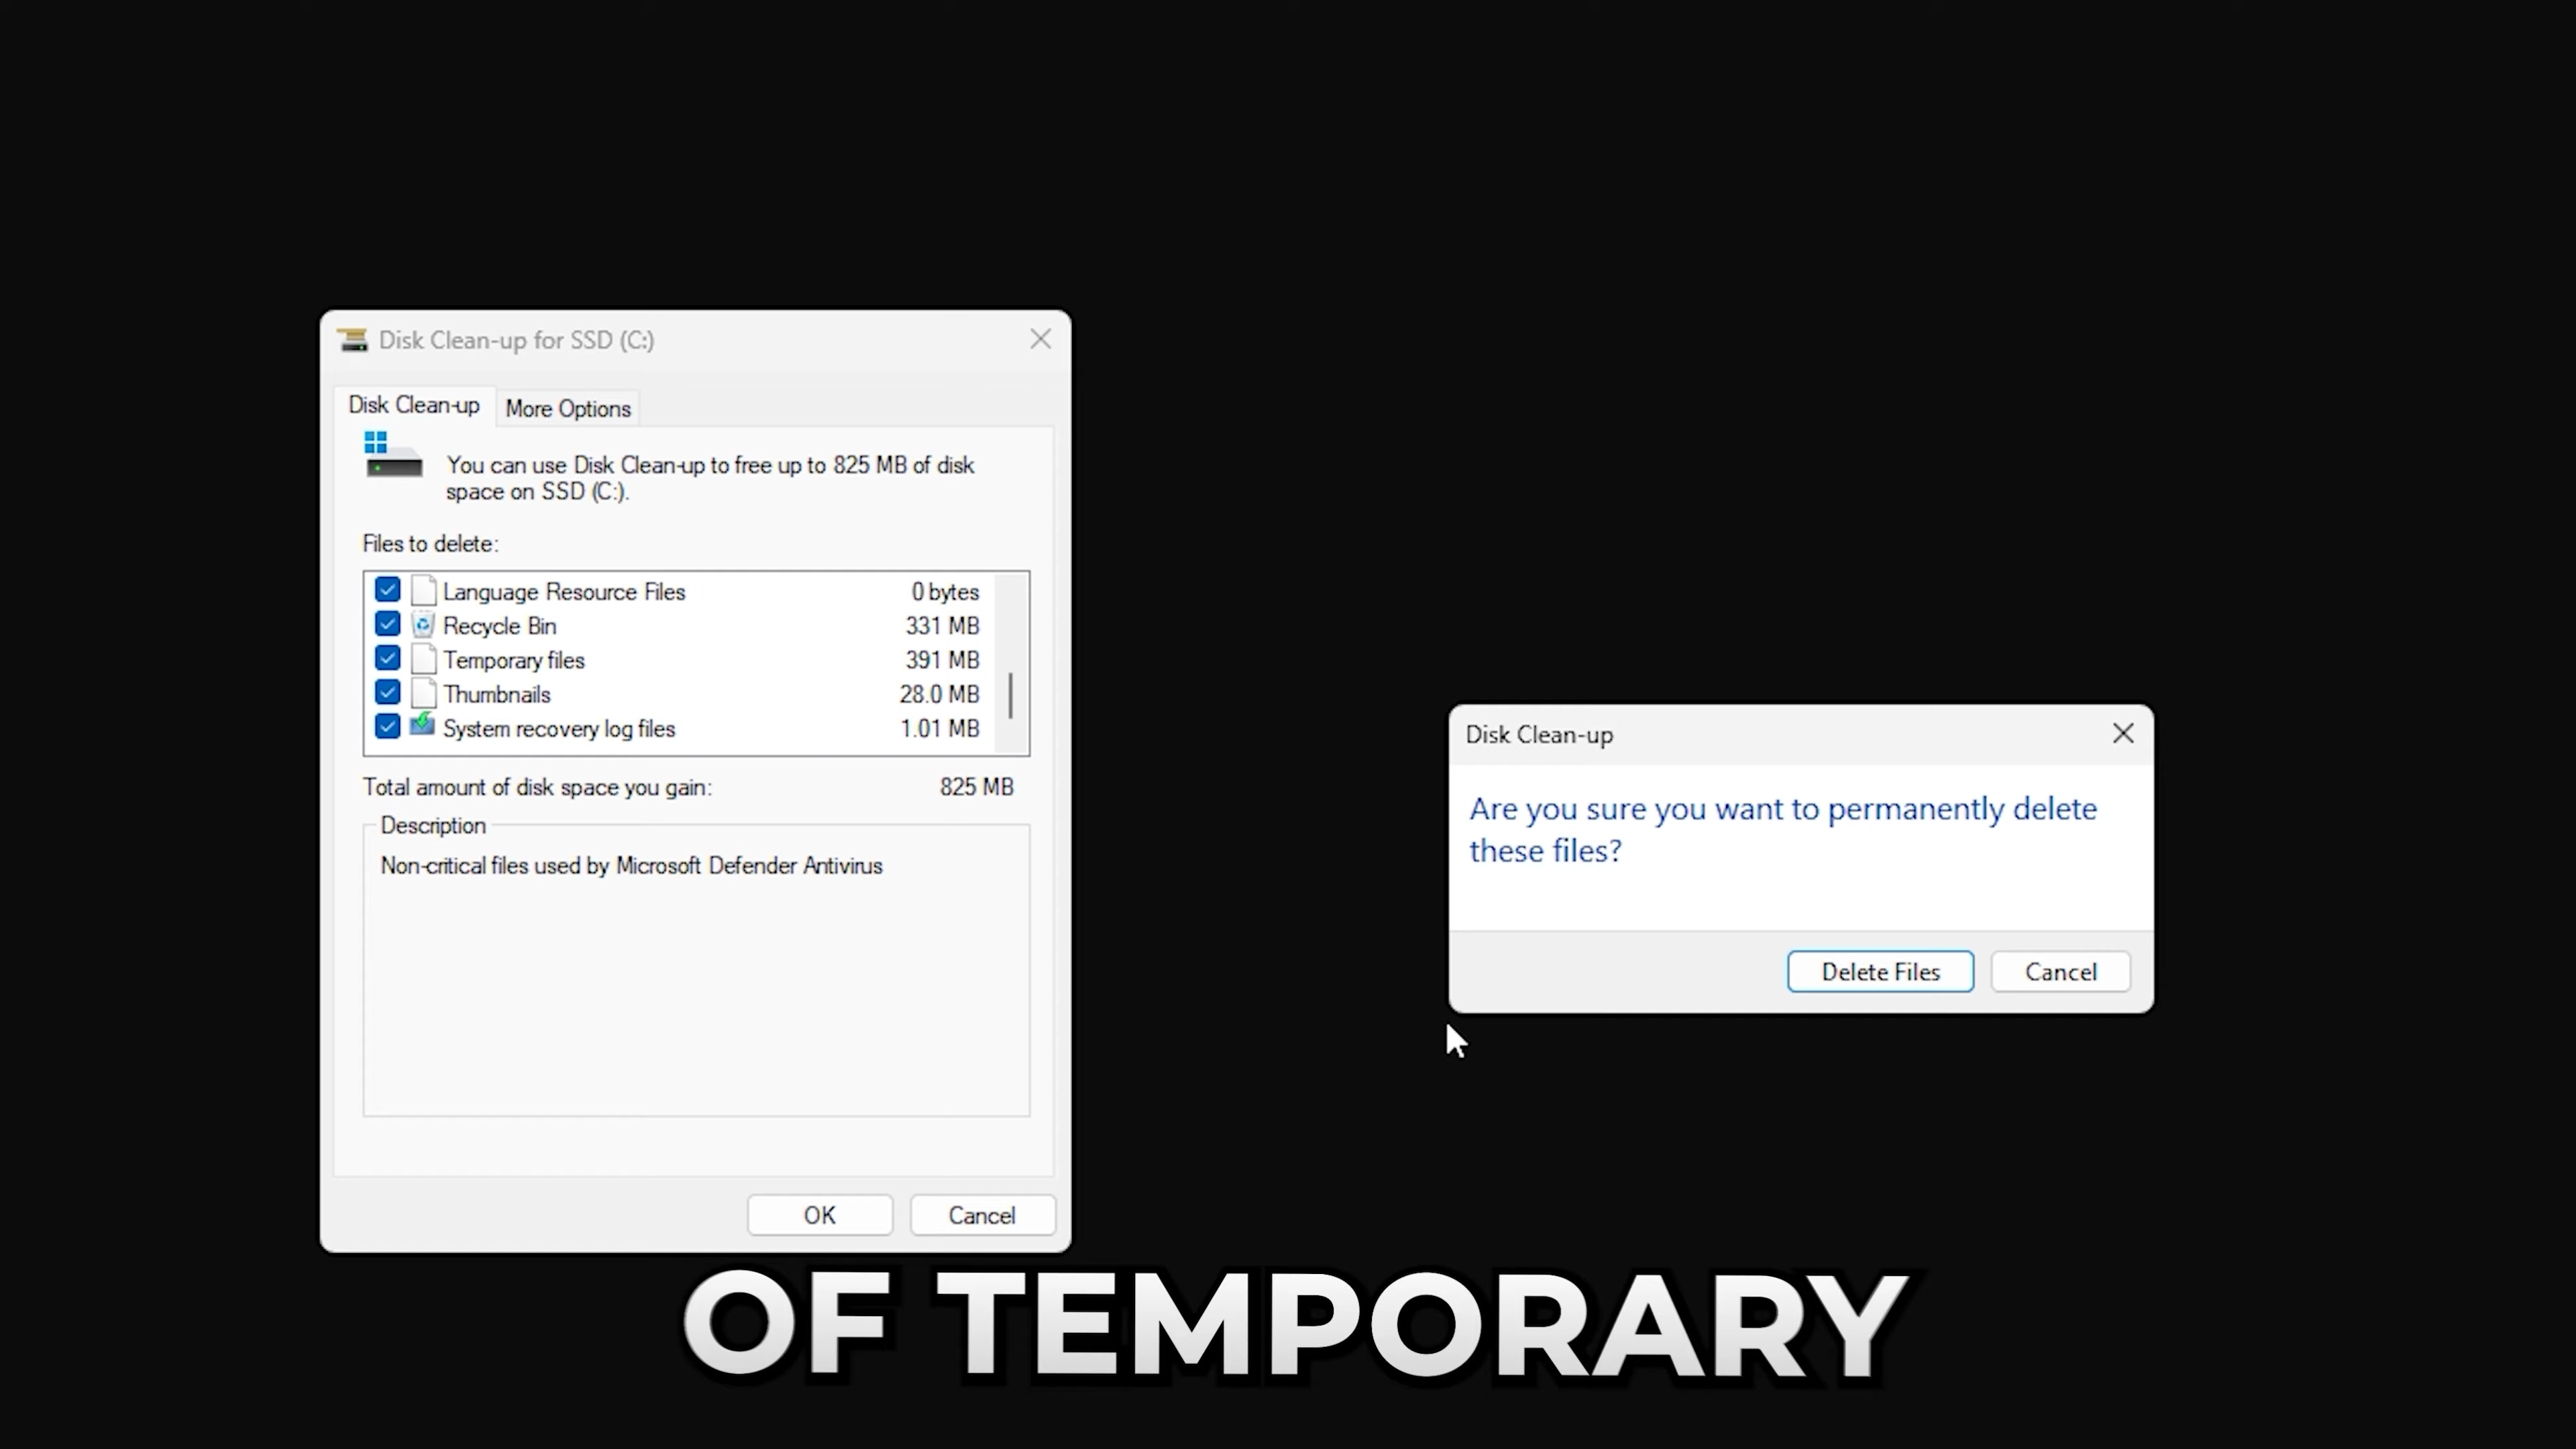 Disk Clean-up for SSD (C:)
Disk Clean-up
More Options
You can use Disk Clean-up to free up to 825 MB of disk
space on SSD (C:).
Files to delete:
Language Resource Files 0 bytes
Recycle Bin 331 MB
Temporary files 391 MB
Thumbnails 28.0 MB
System recovery log files 1.01 MB
Total amount of disk space you gain: 825 MB
Description
Non-critical files used by Microsoft Defender Antivirus
OK
Cancel
Disk Clean-up
Are you sure you want to permanently delete
these files?
Delete Files
Cancel
OF TEMPORARY